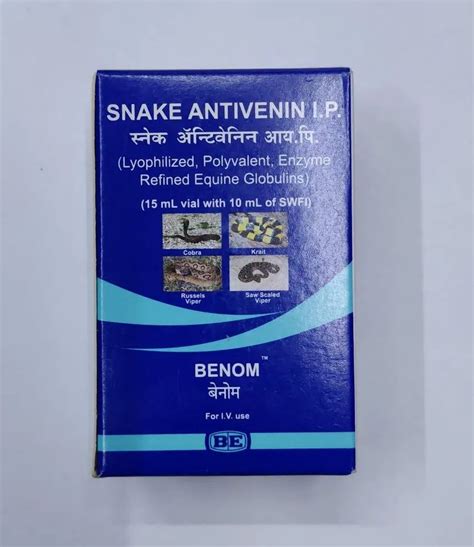 SNAKE ANTIVENIN I.P.
स्नेक ॲन्टिवेनिन आय.पि.
(Lyophilized, Polyvalent, Enzyme
Refined Equine Globulins)
(15 mL vial with 10 mL of SWFI)
Cobra
Krait
Russels
Viper
Saw Scaled
Viper
BENOM™
बेनोम
For I.V. use
BE